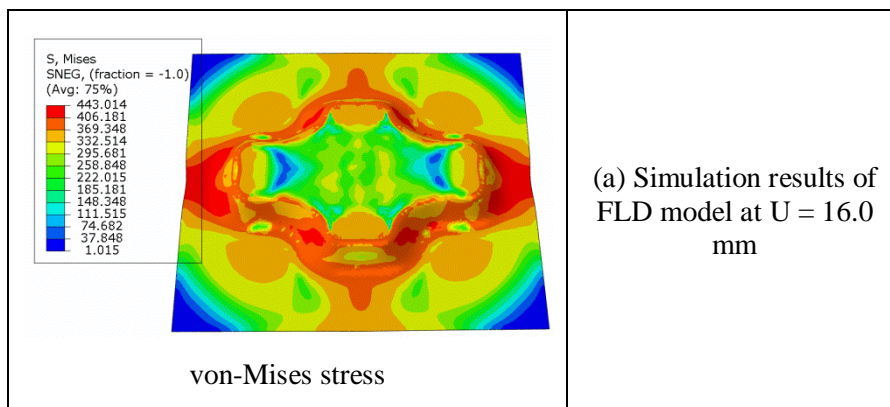 S, Mises
SNEG, (fraction = -1.0)
(Avg: 75%)
443.014
406.181
369.348
332.514
295.681
258.848
222.015
185.181
148.348
111.515
74.682
37.848
1.015
von-Mises stress
(a) Simulation results of
FLD model at U = 16.0
mm